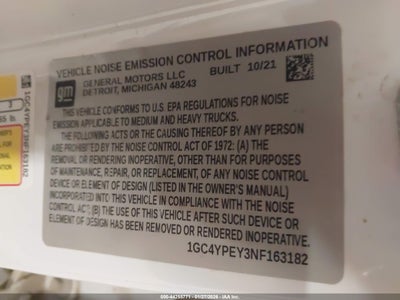 VEHICLE NOISE EMISSION CONTROL INFORMATION
gm
GENERAL MOTORS LLC
DETROIT, MICHIGAN 48243
BUILT 10/21
THIS VEHICLE CONFORMS TO U.S. EPA REGULATIONS FOR NOISE
EMISSION APPLICABLE TO MEDIUM AND HEAVY TRUCKS.
THE FOLLOWING ACTS OR THE CAUSING THEREOF BY ANY PERSON
ARE PROHIBITED BY THE NOISE CONTROL ACT OF 1972: (A) THE
REMOVAL OR RENDERING INOPERATIVE, OTHER THAN FOR PURPOSES
OF MAINTENANCE, REPAIR, OR REPLACEMENT, OF ANY NOISE CONTROL
DEVICE OR ELEMENT OF DESIGN (LISTED IN THE OWNER'S MANUAL)
INCORPORATED INTO THIS VEHICLE IN COMPLIANCE WITH THE NOISE
CONTROL ACT, (B) THE USE OF THIS VEHICLE AFTER SUCH DEVICE OR
ELEMENT OF DESIGN HAS BEEN REMOVED OR RENDERED INOPERATIVE.
1GC4YPEY3NF163182
1GC4YPEY3NF163182